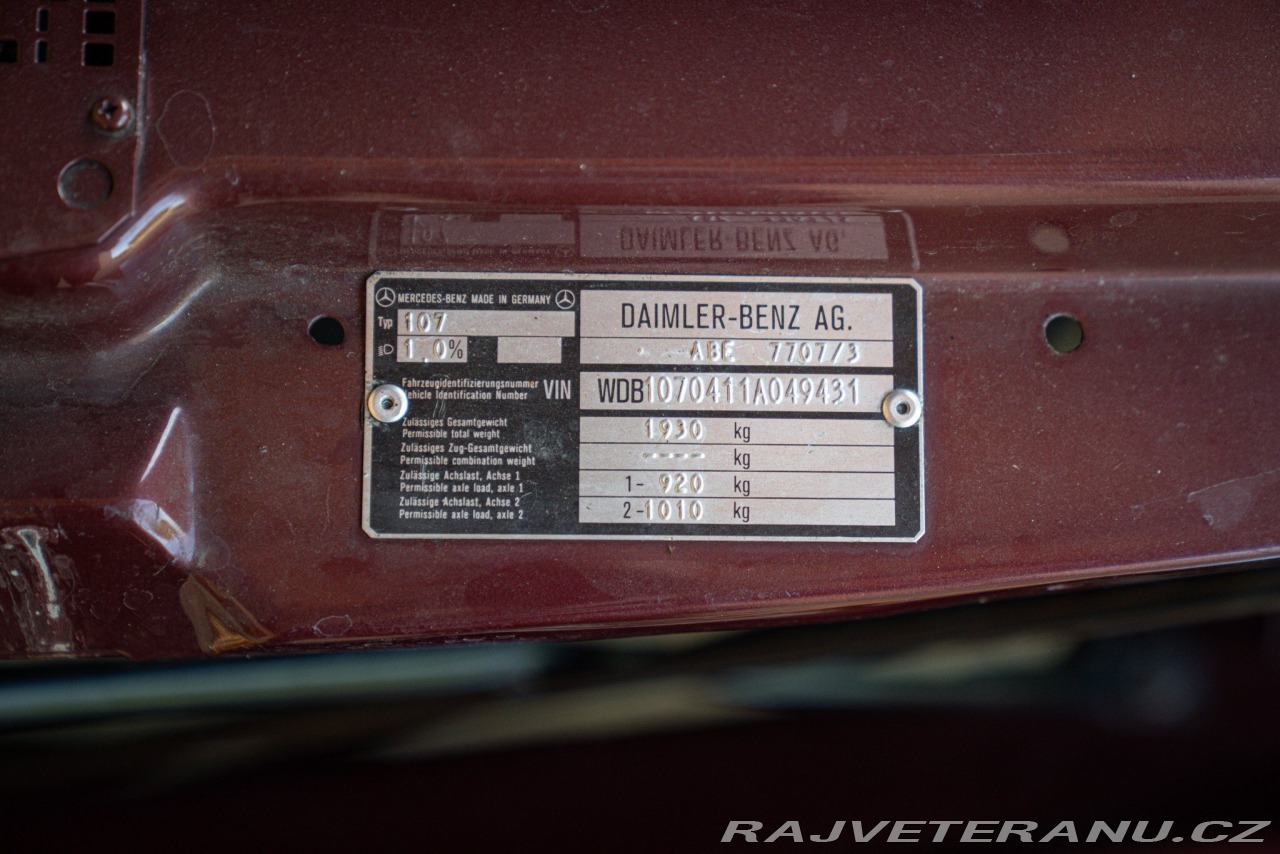 MERCEDES-BENZ MADE IN GERMANY
Typ 107
1,0%
DAIMLER-BENZ AG.
ABE 7707/3
Fahrzeugidentifizierungsnummer
Vehicle Identification Number
VIN
WDB1070411A049431
Zulässiges Gesamtgewicht
Permissible total weight
1930 kg
Zulässiges Zug-Gesamtgewicht
Permissible combination weight
---- kg
Zulässige Achslast, Achse 1
Permissible axle load, axle 1
1- 920 kg
Zulässige Achslast, Achse 2
Permissible axle load, axle 2
2-1010 kg
RAJVETERANU.CZ